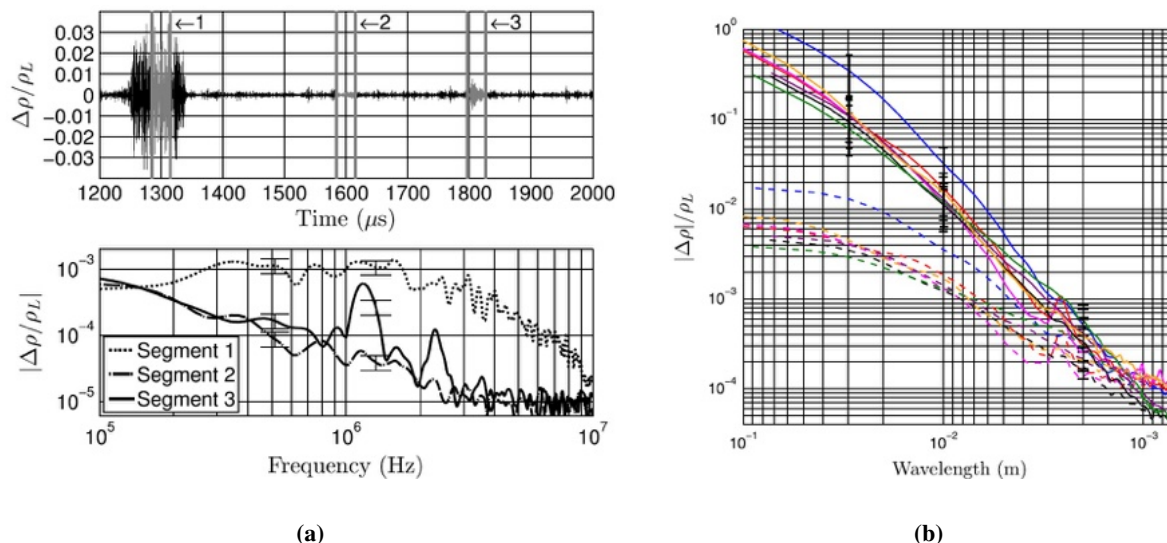 Δρ/ρ_L
0.03
0.02
0.01
0
−0.01
−0.02
−0.03
←1
←2
←3
1200 1300 1400 1500 1600 1700 1800 1900 2000
Time (μs)
|Δρ/ρ_L|
10⁻³
10⁻⁴
10⁻⁵
Segment 1
Segment 2
Segment 3
10⁵ 10⁶ 10⁷
Frequency (Hz)
(a)
|Δρ|/ρ_L
10⁰
10⁻¹
10⁻²
10⁻³
10⁻⁴
10⁻¹ 10⁻² 10⁻³
Wavelength (m)
(b)